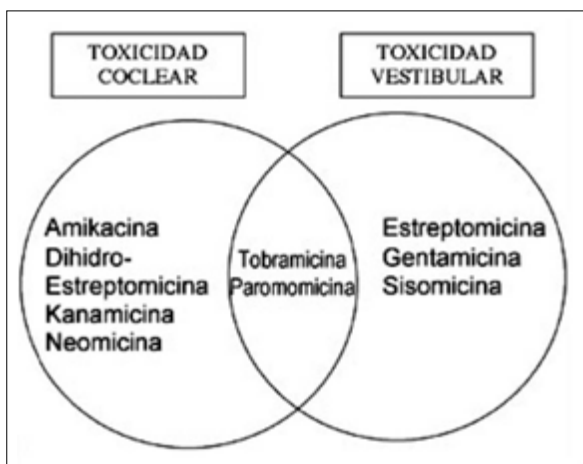 TOXICIDAD
COCLEAR
TOXICIDAD
VESTIBULAR
Amikacina
Dihidro-
Estreptomicina
Kanamicina
Neomicina
Tobramicina
Paromomicina
Estreptomicina
Gentamicina
Sisomicina